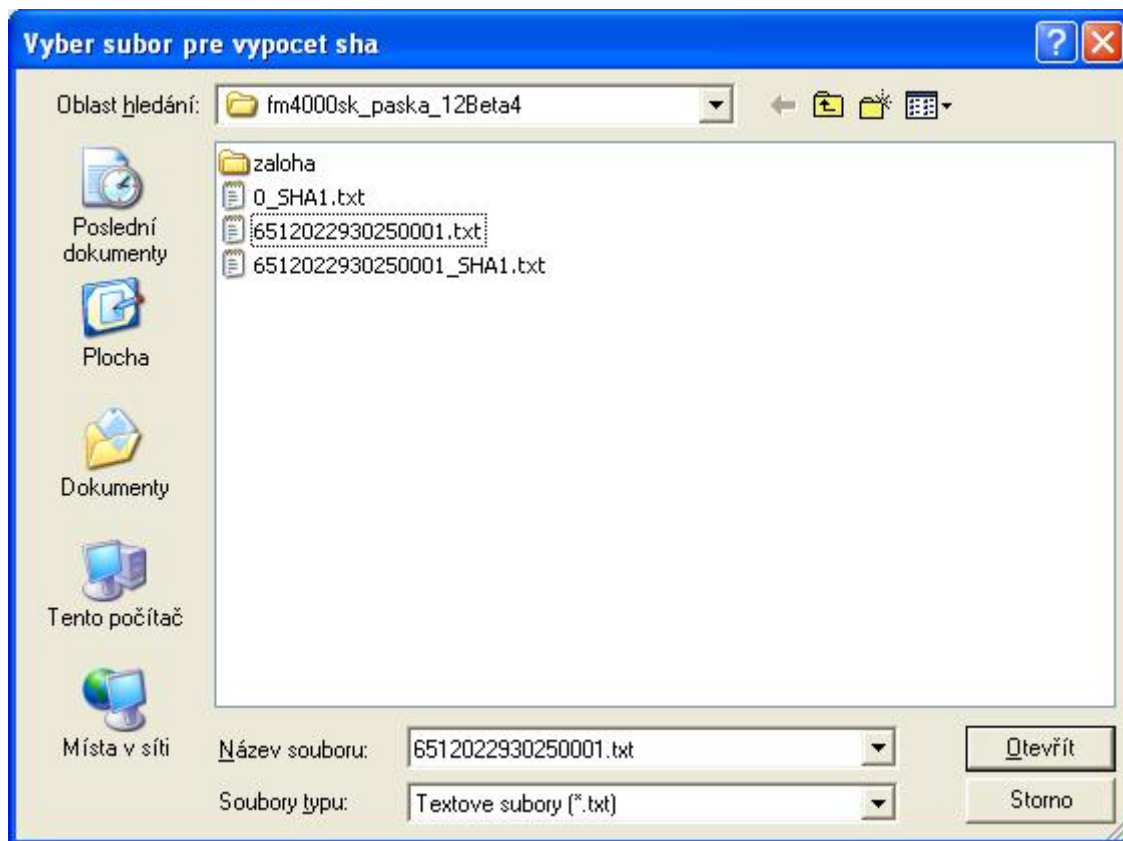 Vyber subor pre vypocet sha
Oblast hledání:
fm4000sk_paska_12Beta4
Poslední
dokumenty
Plocha
Dokumenty
Tento počítač
Místa v síti
zaloha
0_SHA1.txt
6512022930250001.txt
6512022930250001_SHA1.txt
Název souboru:
6512022930250001.txt
Otevřít
Soubory typu:
Textove subory (*.txt)
Storno